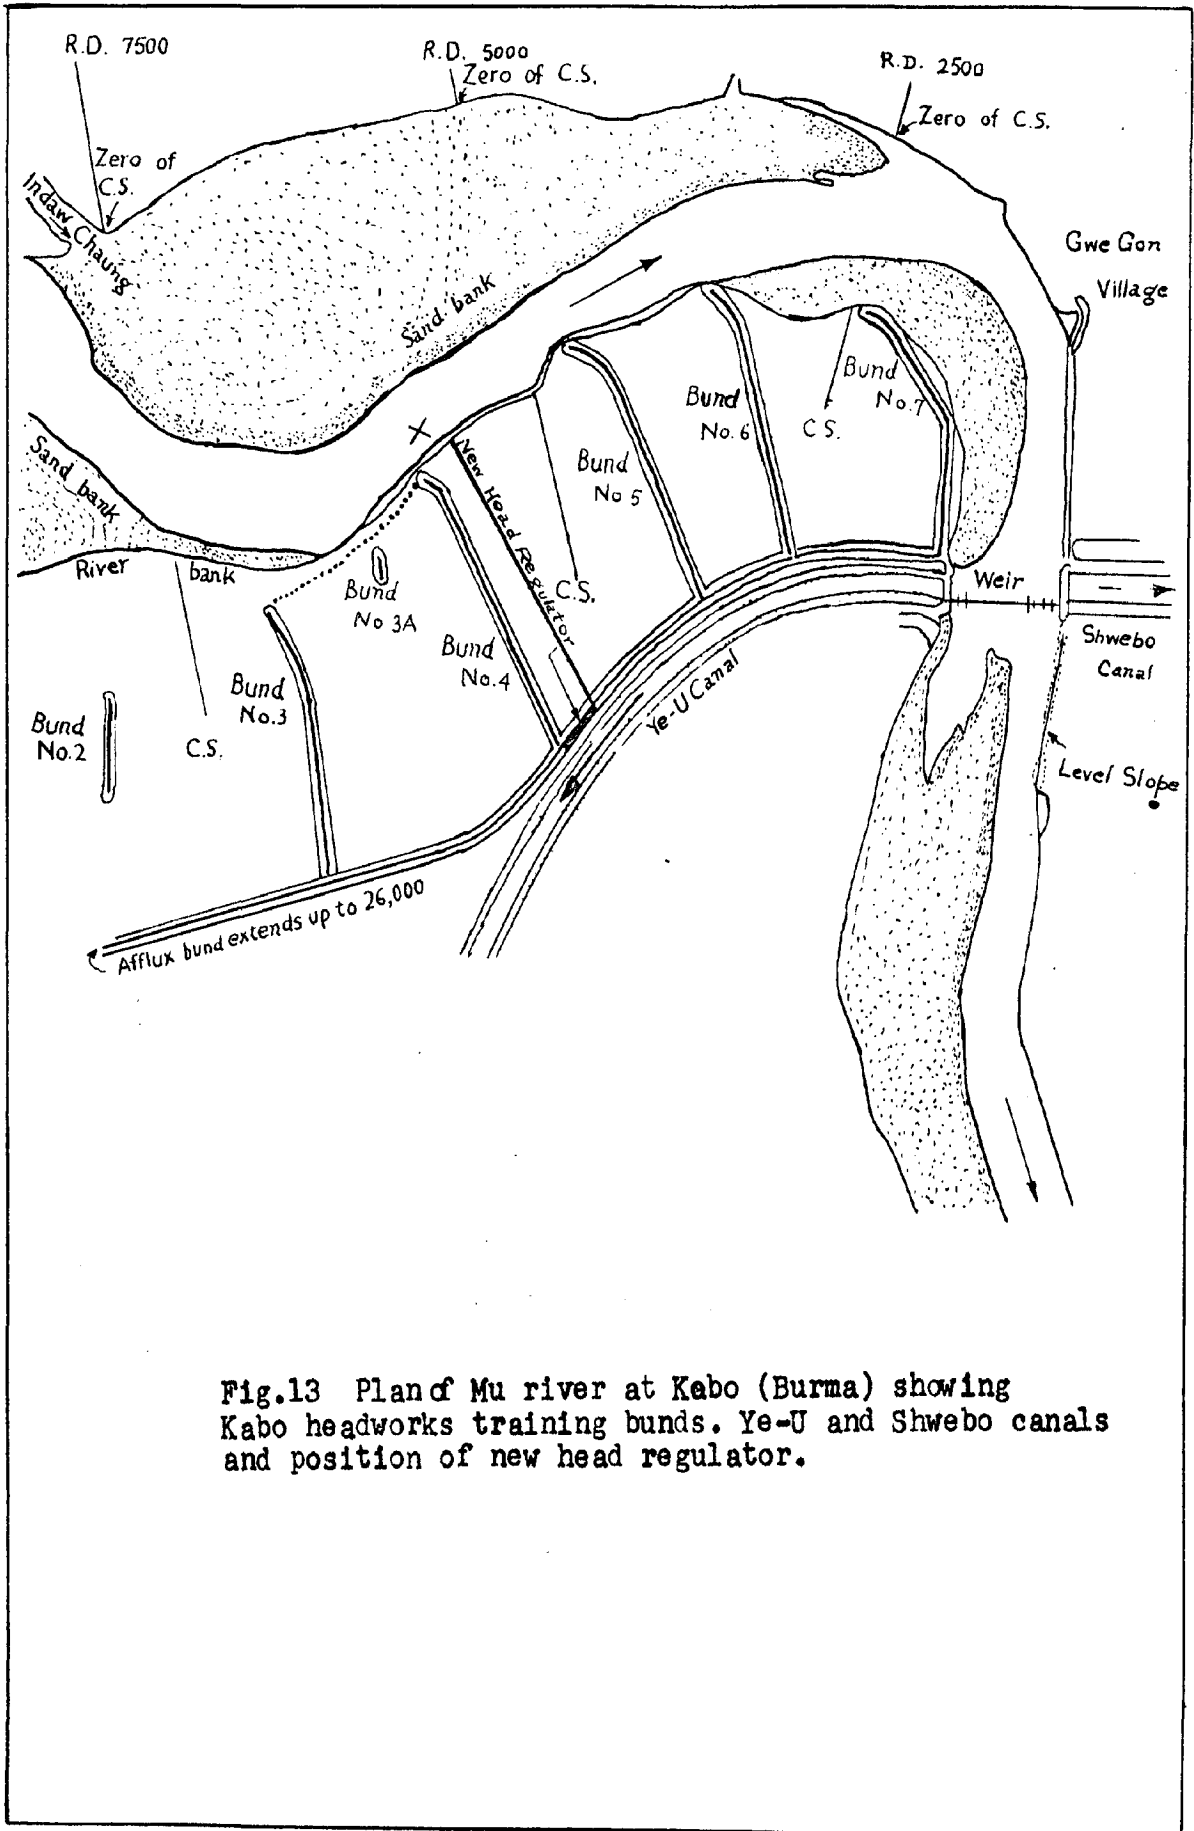 R.D. 7500
R.D. 5000
Zero of C.S.
R.D. 2500
Zero of C.S.
Zero of
C.S.
Indaw Chaung
Gwe Gon
Village
Sand bank
Bund
No.7
Bund
No.6
C.S.
Sand bank
New Head Regulator
Bund
No 5
River bank
Bund
No 3A
C.S.
Weir
Shwebo
Canal
Bund
No.4
Bund
No.3
Ye-U Canal
Bund
No.2
C.S.
Level Slope
Afflux bund extends up to 26,000
Fig.13 Plan of Mu river at Kabo (Burma) showing
Kabo headworks training bunds. Ye-U and Shwebo canals
and position of new head regulator.